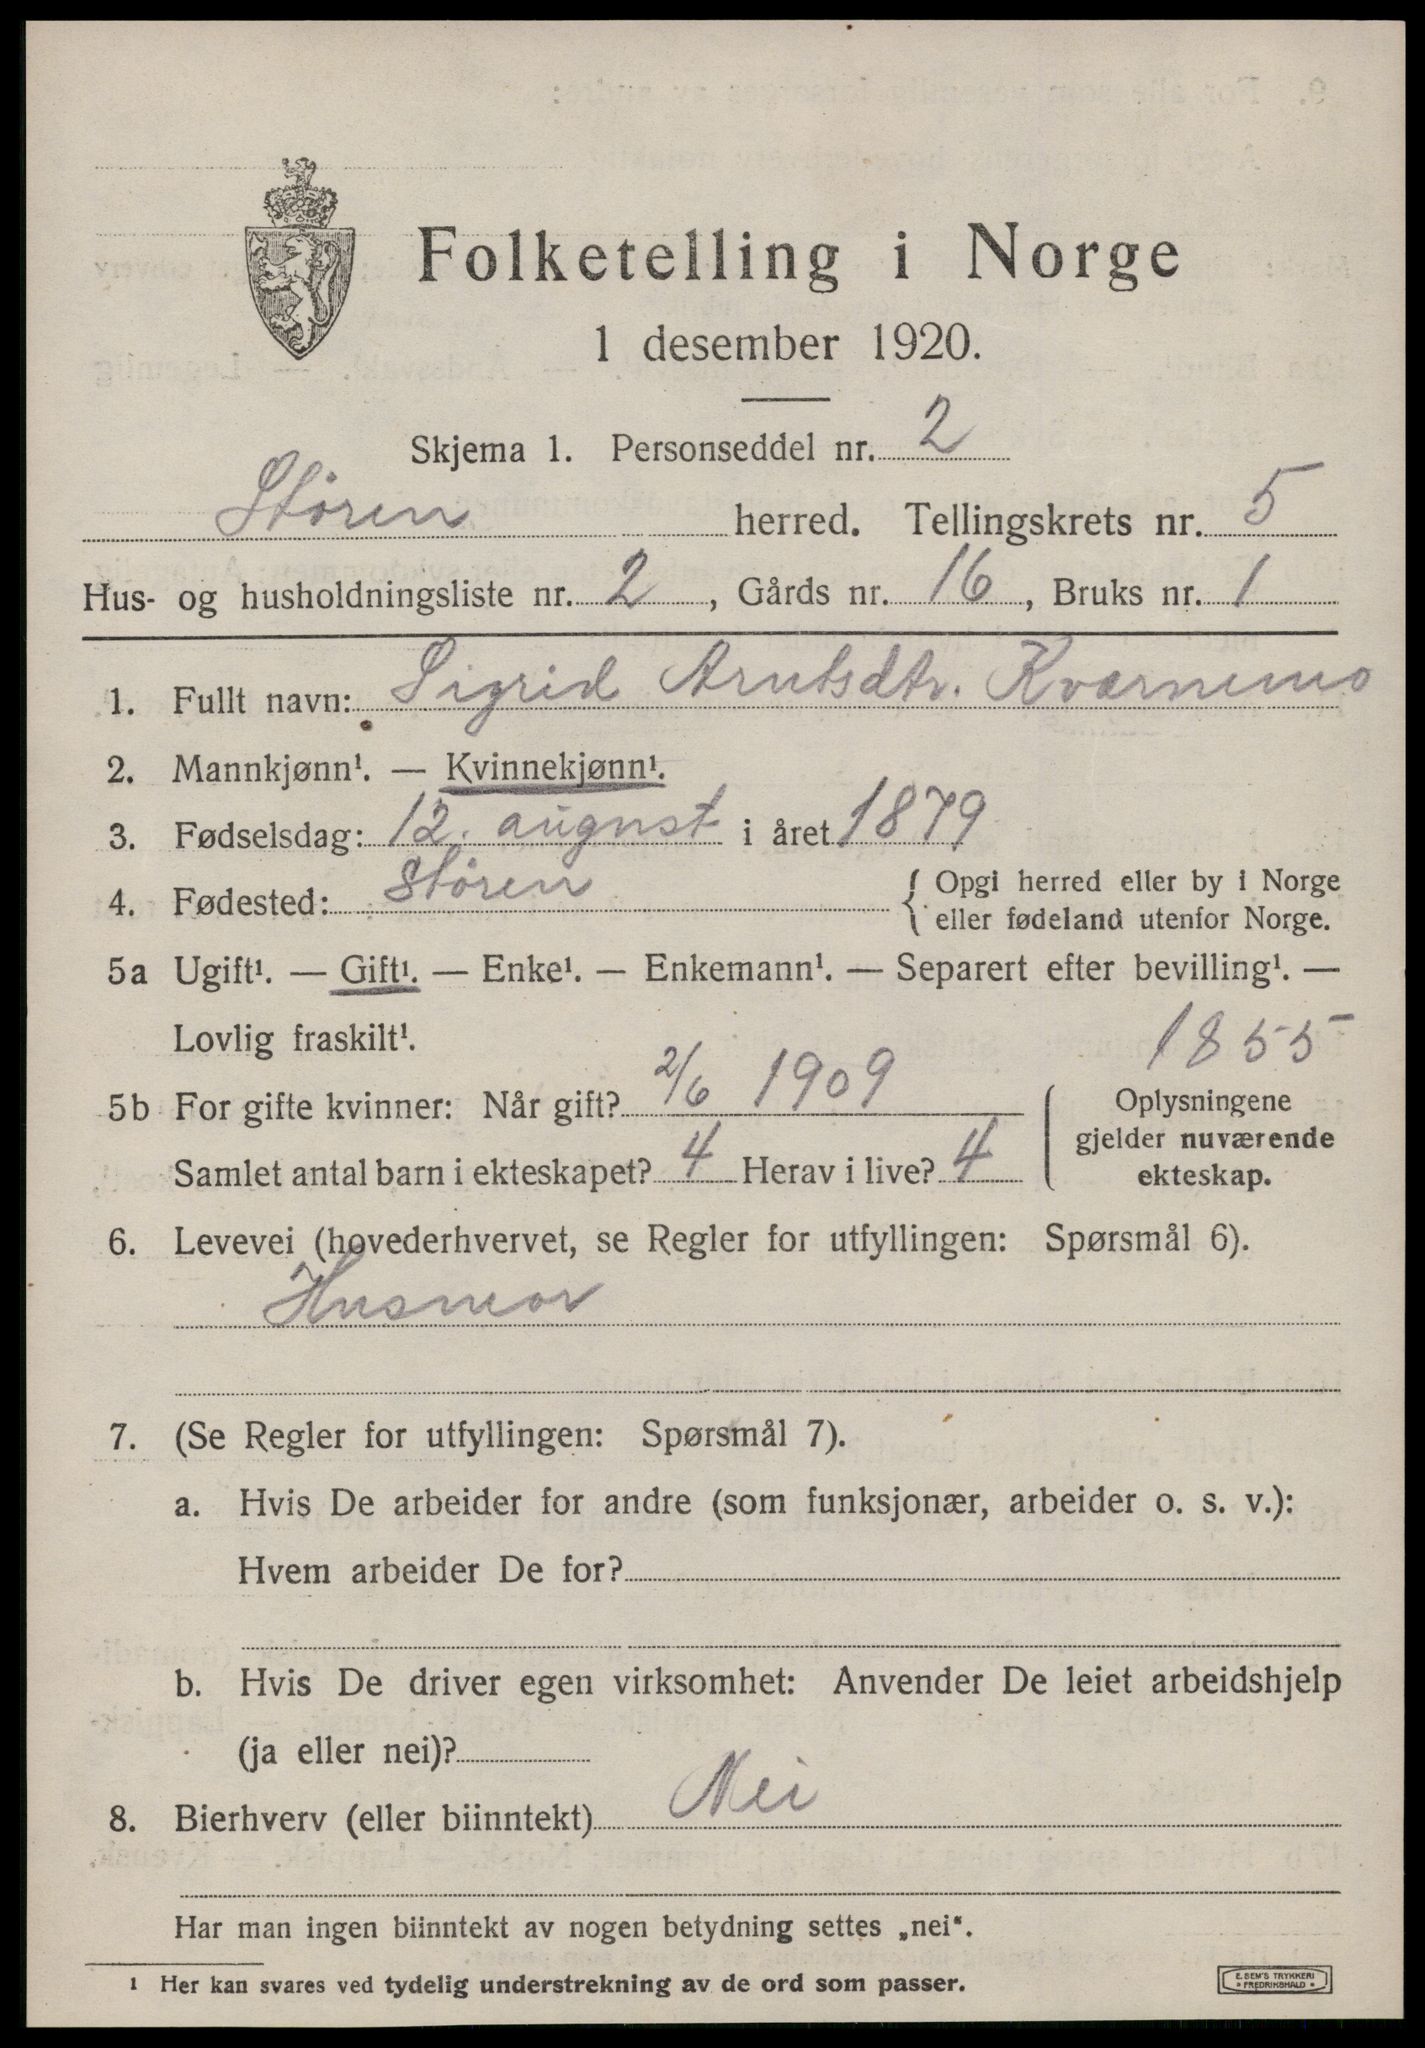 Folketelling i Norge
1 desember 1920.
Skjema 1. Personseddel nr. 2
Støren herred. Tellingskrets nr. 5
Hus- og husholdningsliste nr. 2, Gårds nr. 16, Bruks nr. 1
1. Fullt navn: Sigrid Arntsdtr. Kværnmo
2. Mannkjønn¹. — Kvinnekjønn¹.
3. Fødselsdag: 12. august i året 1879
4. Fødested: Støren { Opgi herred eller by i Norge
eller fødeland utenfor Norge.
5a Ugift¹. — Gift¹. — Enke¹. — Enkemann¹. — Separert efter bevilling¹. —
Lovlig fraskilt¹.
1855
5b For gifte kvinner: Når gift? 2/6 1909
Samlet antal barn i ekteskapet? 4 Herav i live? 4
Oplysningene
gjelder nuværende
ekteskap.
6. Levevei (hovederhvervet, se Regler for utfyllingen: Spørsmål 6).
Husmor
7. (Se Regler for utfyllingen: Spørsmål 7).
a. Hvis De arbeider for andre (som funksjonær, arbeider o. s. v.):
Hvem arbeider De for?
b. Hvis De driver egen virksomhet: Anvender De leiet arbeidshjelp
(ja eller nei)?
8. Bierhverv (eller biinntekt) Nei
Har man ingen biinntekt av nogen betydning settes „nei“.
¹ Her kan svares ved tydelig understrekning av de ord som passer.
E. SEM'S TRYKKERI
* FREDRIKSHALD *